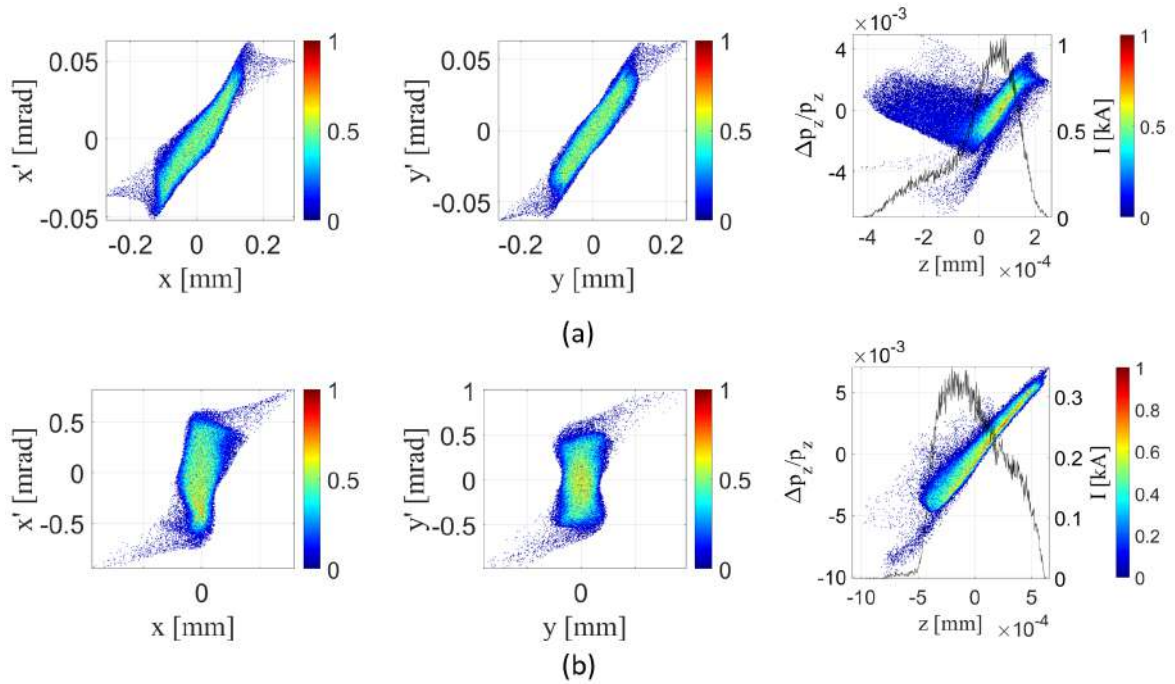 0.05
0
-0.05
x' [mrad]
-0.2 0 0.2
x [mm]
1
0.5
0
0.05
0
-0.05
y' [mrad]
-0.2 0 0.2
y [mm]
1
0.5
0
×10⁻³
4
0
-4
Δp_z/p_z
-4 -2 0 2
z [mm] ×10⁻⁴
1
0.5
0
I [kA]
1
0.5
0
(a)
0.5
0
-0.5
x' [mrad]
0
x [mm]
1
0.5
0
1
0.5
0
-0.5
y' [mrad]
0
y [mm]
1
0.5
0
×10⁻³
5
0
-5
-10
Δp_z/p_z
-10 -5 0 5
z [mm] ×10⁻⁴
0.3
0.2
0.1
0
I [kA]
1
0.8
0.6
0.4
0.2
0
(b)